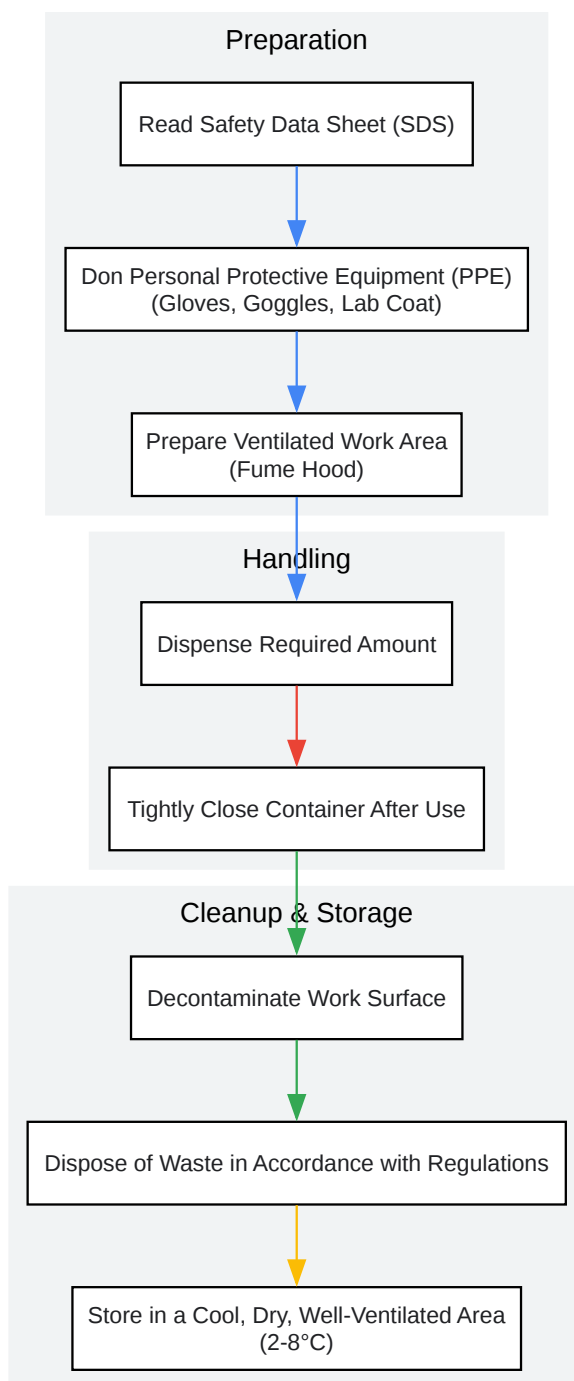 Preparation
Read Safety Data Sheet (SDS)
Don Personal Protective Equipment (PPE)
(Gloves, Goggles, Lab Coat)
Prepare Ventilated Work Area
(Fume Hood)
Handling
Dispense Required Amount
Tightly Close Container After Use
Cleanup & Storage
Decontaminate Work Surface
Dispose of Waste in Accordance with Regulations
Store in a Cool, Dry, Well-Ventilated Area
(2-8°C)